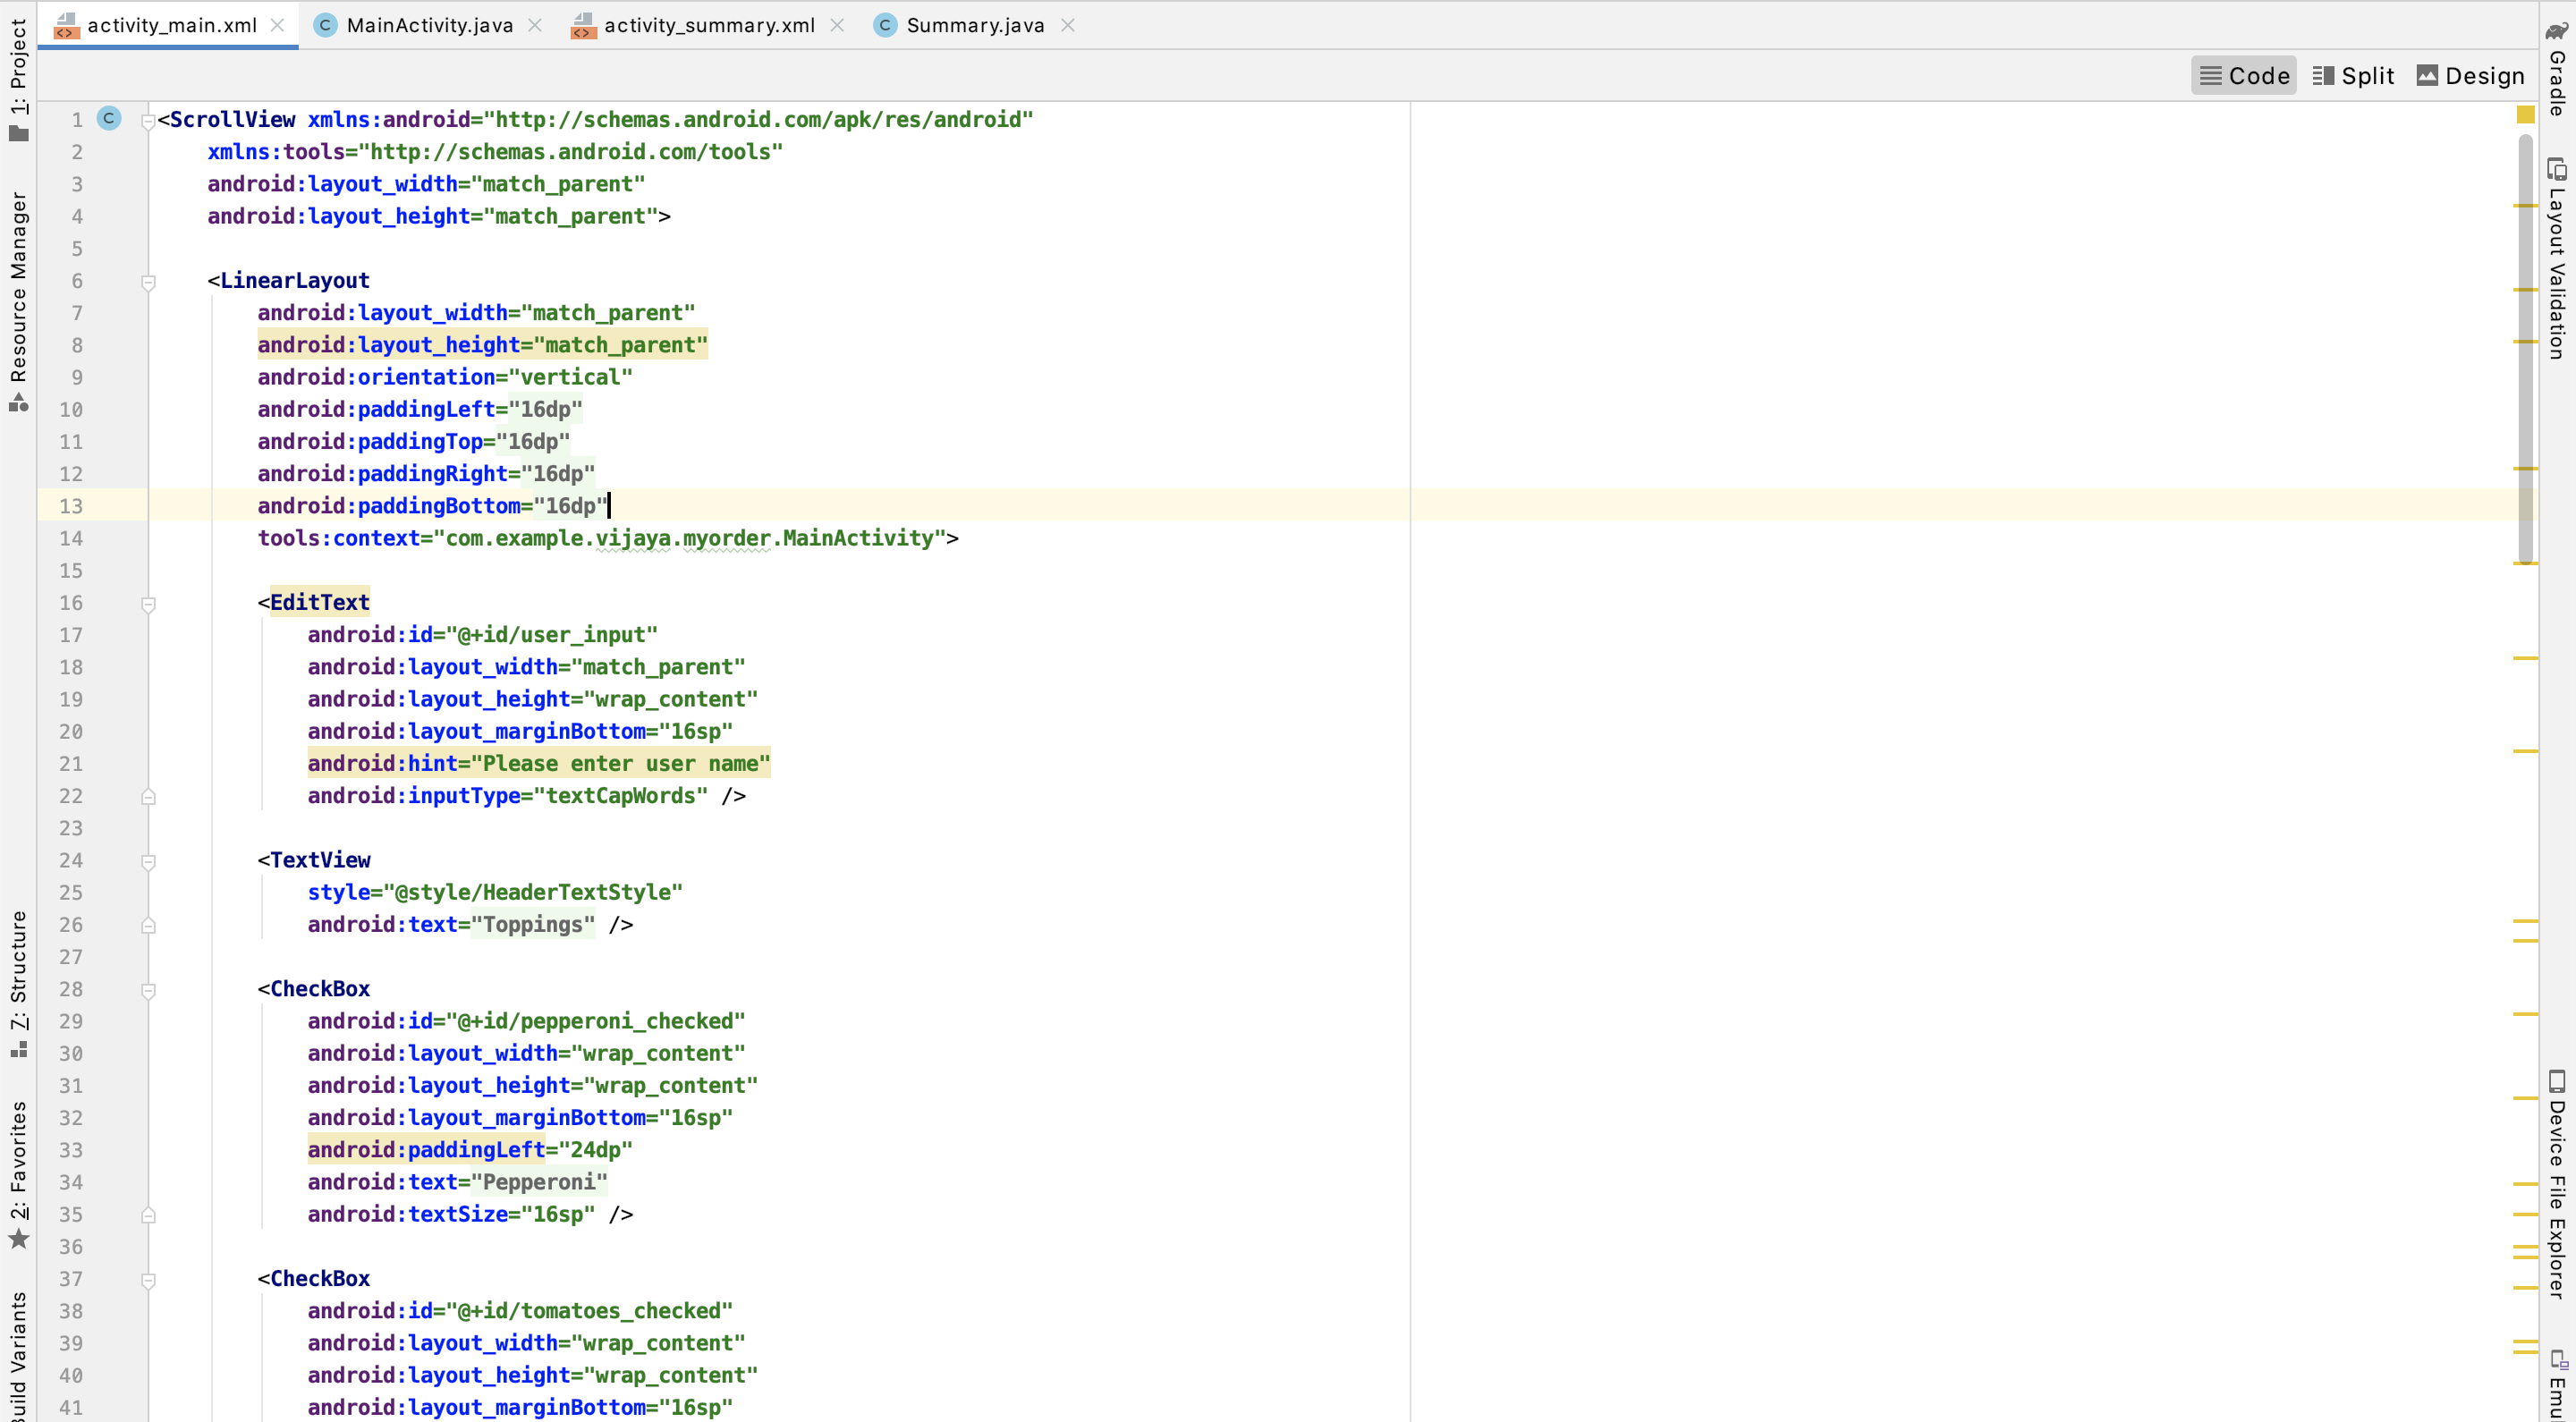 activity_main.xml MainActivity.java activity_summary.xml Summary.java
Code Split Design
1: Project
Resource Manager
7: Structure
2: Favorites
Build Variants
1 C <ScrollView xmlns:android="http://schemas.android.com/apk/res/android"
2 xmlns:tools="http://schemas.android.com/tools"
3 android:layout_width="match_parent"
4 android:layout_height="match_parent">
5
6 <LinearLayout
7 android:layout_width="match_parent"
8 android:layout_height="match_parent"
9 android:orientation="vertical"
10 android:paddingLeft="16dp"
11 android:paddingTop="16dp"
12 android:paddingRight="16dp"
13 android:paddingBottom="16dp"
14 tools:context="com.example.vijaya.myorder.MainActivity">
15
16 <EditText
17 android:id="@+id/user_input"
18 android:layout_width="match_parent"
19 android:layout_height="wrap_content"
20 android:layout_marginBottom="16sp"
21 android:hint="Please enter user name"
22 android:inputType="textCapWords" />
23
24 <TextView
25 style="@style/HeaderTextStyle"
26 android:text="Toppings" />
27
28 <CheckBox
29 android:id="@+id/pepperoni_checked"
30 android:layout_width="wrap_content"
31 android:layout_height="wrap_content"
32 android:layout_marginBottom="16sp"
33 android:paddingLeft="24dp"
34 android:text="Pepperoni"
35 android:textSize="16sp" />
36
37 <CheckBox
38 android:id="@+id/tomatoes_checked"
39 android:layout_width="wrap_content"
40 android:layout_height="wrap_content"
41 android:layout_marginBottom="16sp"
Gradle
Layout Validation
Device File Explorer
Emu